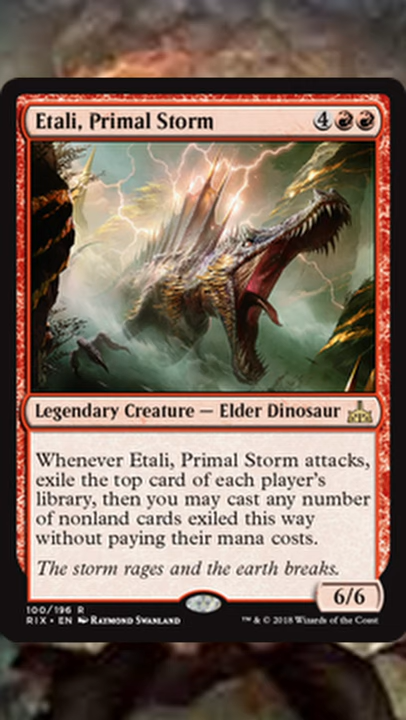 Etali, Primal Storm 4
Legendary Creature — Elder Dinosaur
Whenever Etali, Primal Storm attacks,
exile the top card of each player's
library, then you may cast any number
of nonland cards exiled this way
without paying their mana costs.
The storm rages and the earth breaks.
6/6
100/196 R
RIX • EN Raymond Swanland
™ & © 2018 Wizards of the Coast